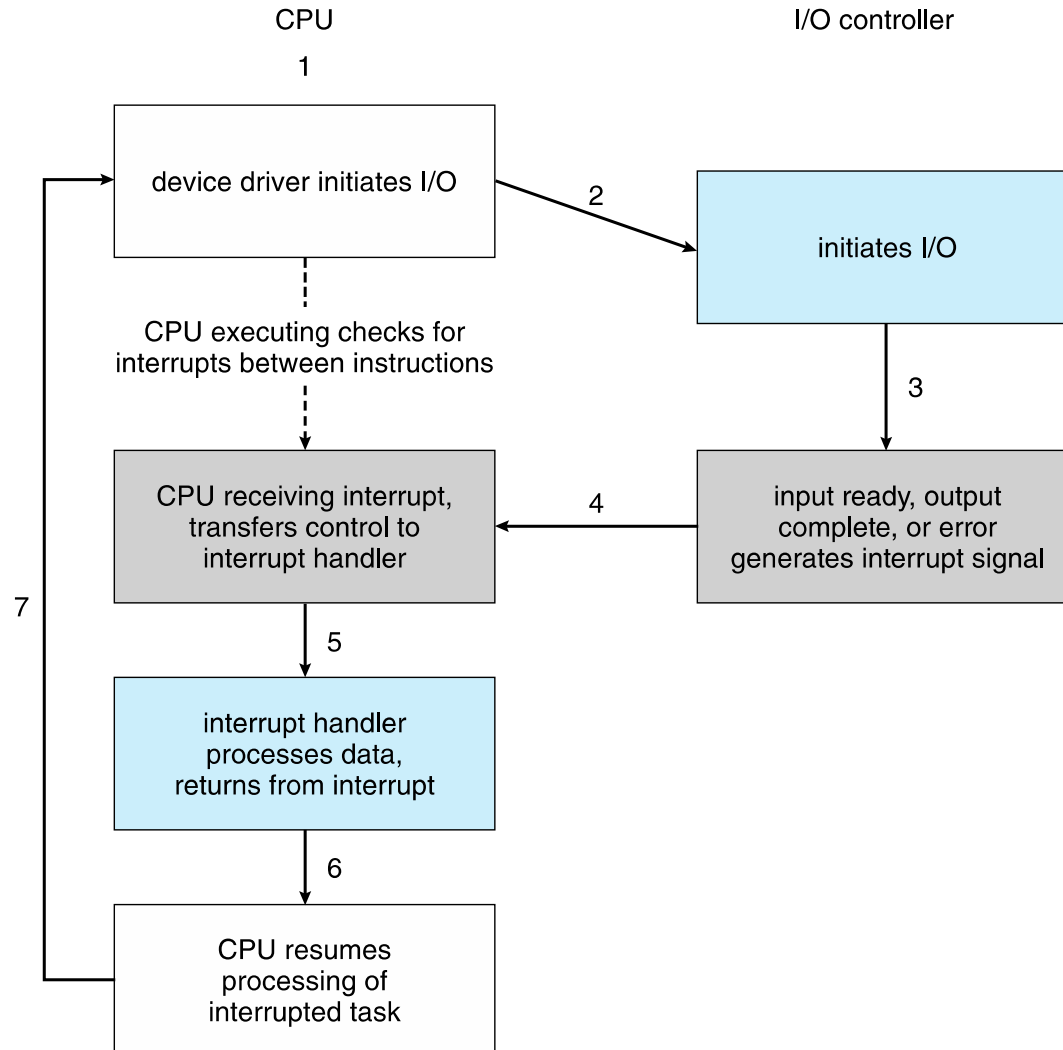 CPU
I/O controller
1
device driver initiates I/O
2
initiates I/O
CPU executing checks for
interrupts between instructions
3
CPU receiving interrupt,
transfers control to
interrupt handler
4
input ready, output
complete, or error
generates interrupt signal
7
5
interrupt handler
processes data,
returns from interrupt
6
CPU resumes
processing of
interrupted task